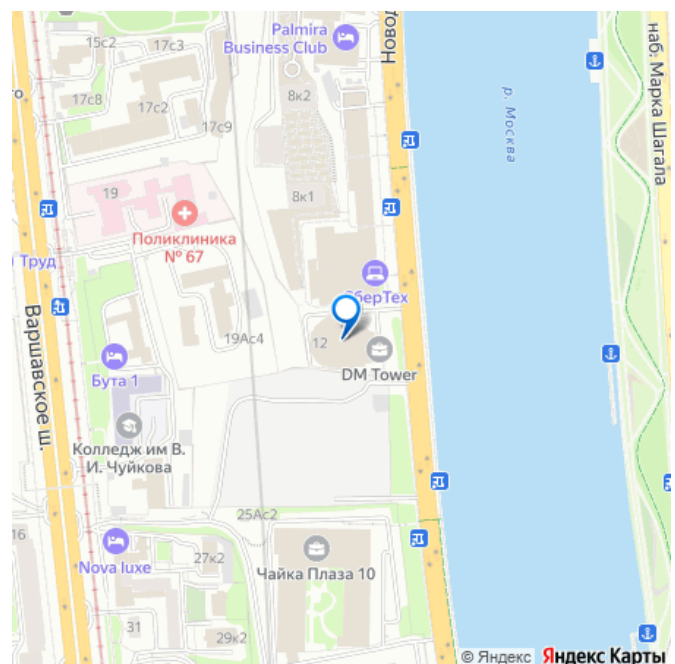 Palmira
Business Club
Новод
15с2
17с3
17с8
17с2
17с9
8к2
р. Москва
наб. Марка Шагала
19
8к1
Поликлиника
№ 67
Труд
СберТех
Варшавское ш.
19Ас4
12
DM Tower
Бута 1
Колледж им В.
И. Чуйкова
25Ас2
16
Nova luxe
27к2
Чайка Плаза 10
31
29к2
© Яндекс Яндекс Карты